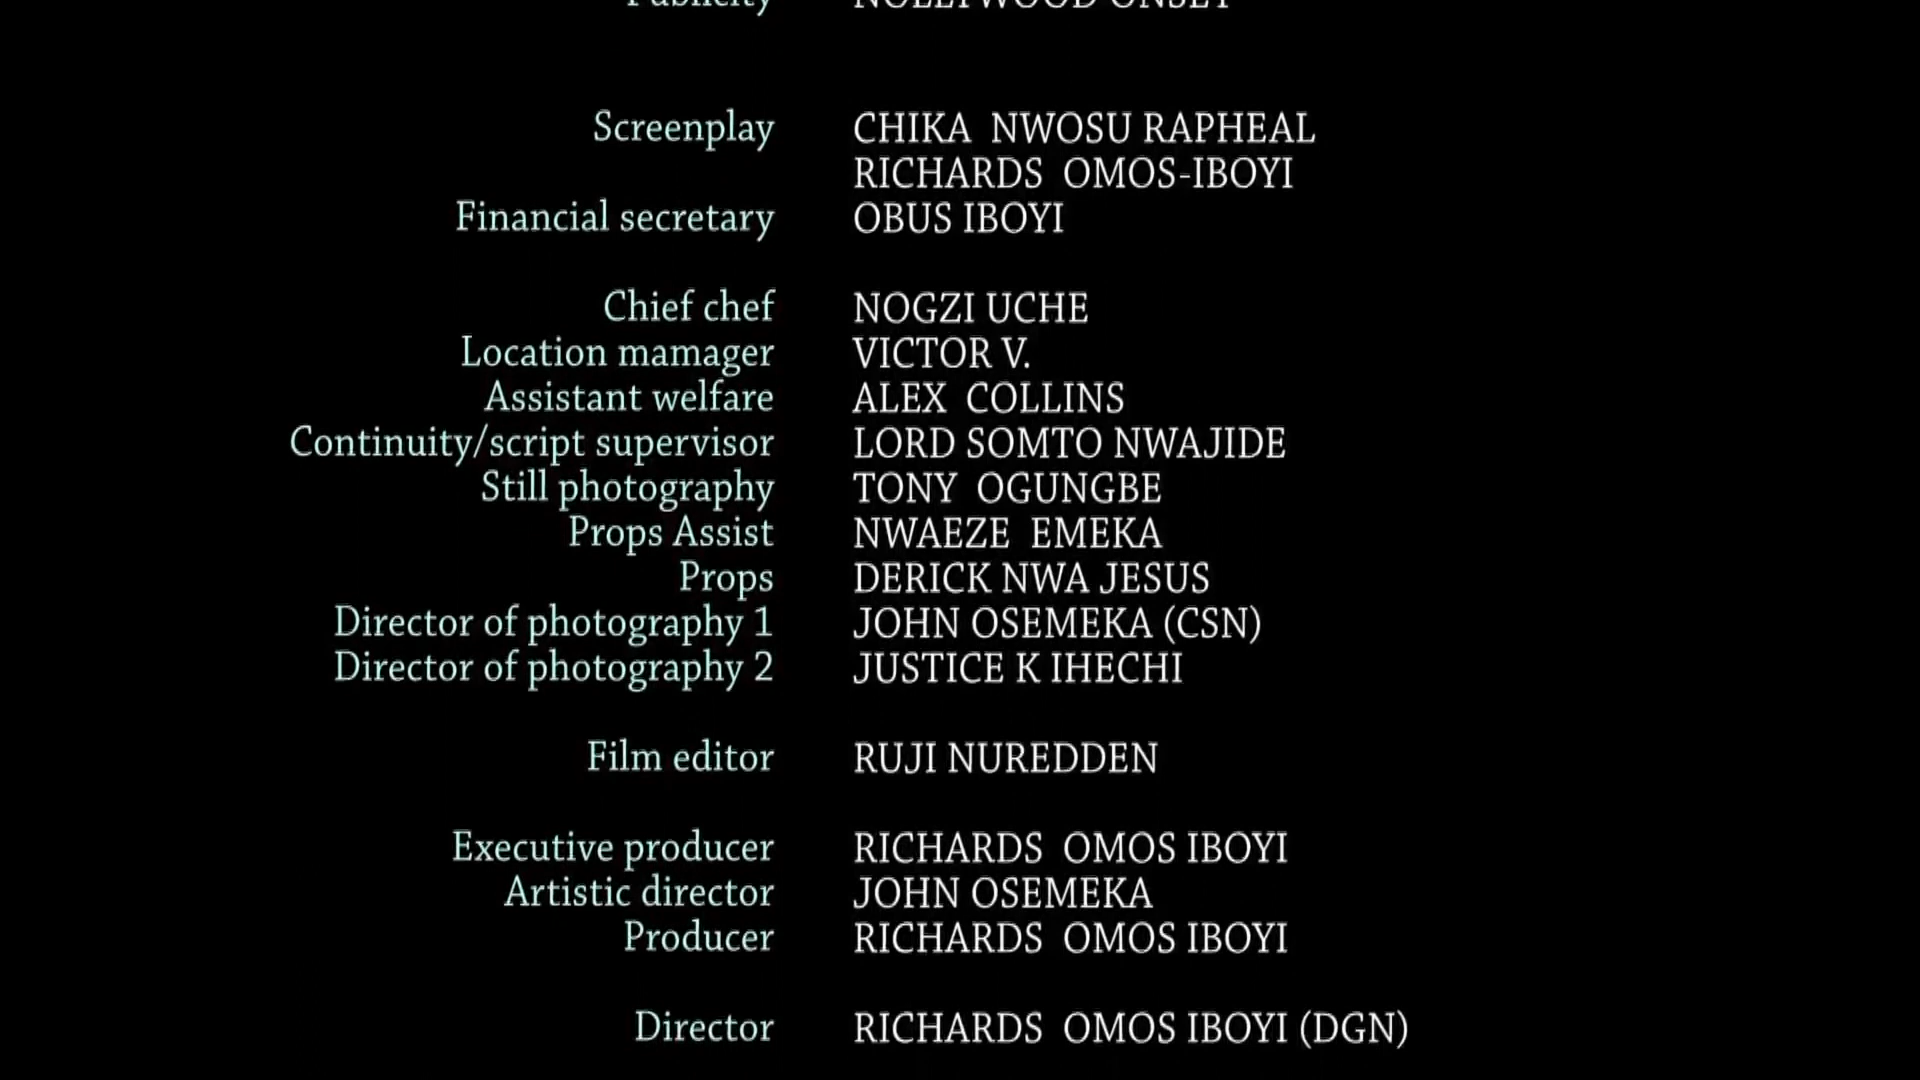 Publicity NOLLYWOOD ONSET
Screenplay CHIKA NWOSU RAPHEAL
RICHARDS OMOS-IBOYI
Financial secretary OBUS IBOYI
Chief chef NOGZI UCHE
Location mamager VICTOR V.
Assistant welfare ALEX COLLINS
Continuity/script supervisor LORD SOMTO NWAJIDE
Still photography TONY OGUNGBE
Props Assist NWAEZE EMEKA
Props DERICK NWA JESUS
Director of photography 1 JOHN OSEMEKA (CSN)
Director of photography 2 JUSTICE K IHECHI
Film editor RUJI NUREDDEN
Executive producer RICHARDS OMOS IBOYI
Artistic director JOHN OSEMEKA
Producer RICHARDS OMOS IBOYI
Director RICHARDS OMOS IBOYI (DGN)